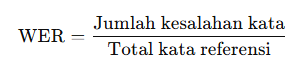 WER = Jumlah kesalahan kata
Total kata referensi